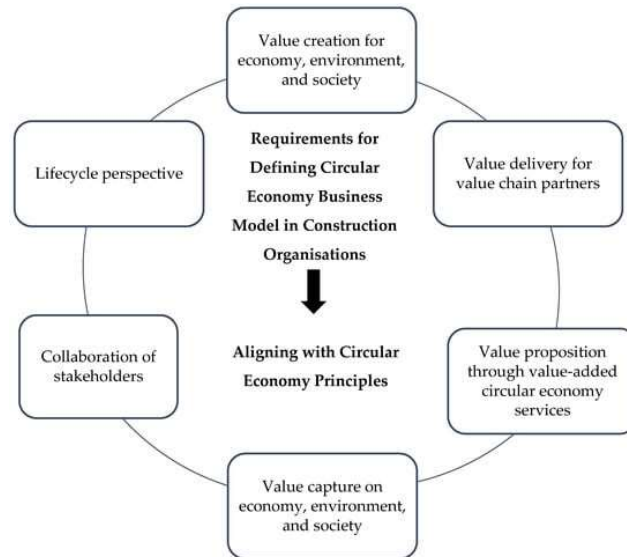 Value creation for
economy, environment,
and society
Requirements for
Defining Circular
Economy Business
Model in Construction
Organisations
Lifecycle perspective
Value delivery for
value chain partners
Collaboration of
stakeholders
Aligning with Circular
Economy Principles
Value proposition
through value-added
circular economy
services
Value capture on
economy, environment,
and society